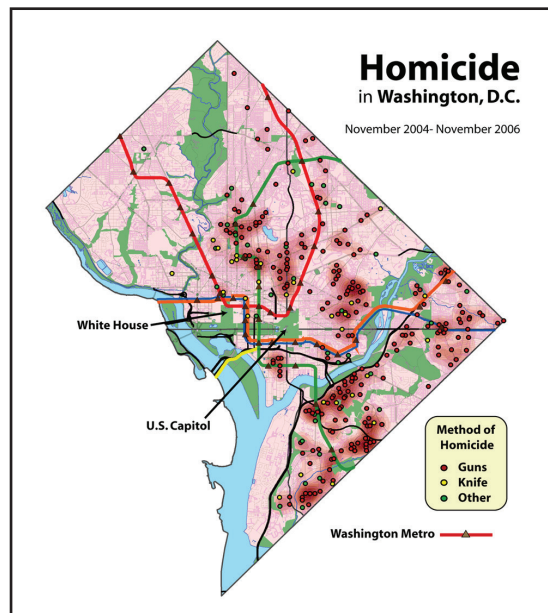 Homicide
in Washington, D.C.
November 2004- November 2006
White House
U.S. Capitol
Method of
Homicide
Guns
Knife
Other
Washington Metro